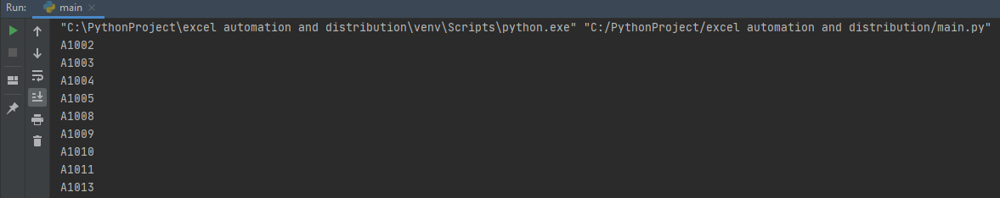 Run: main
"C:\PythonProject\excel automation and distribution\venv\Scripts\python.exe" "C:/PythonProject/excel automation and distribution/main.py"
A1002
A1003
A1004
A1005
A1008
A1009
A1010
A1011
A1013